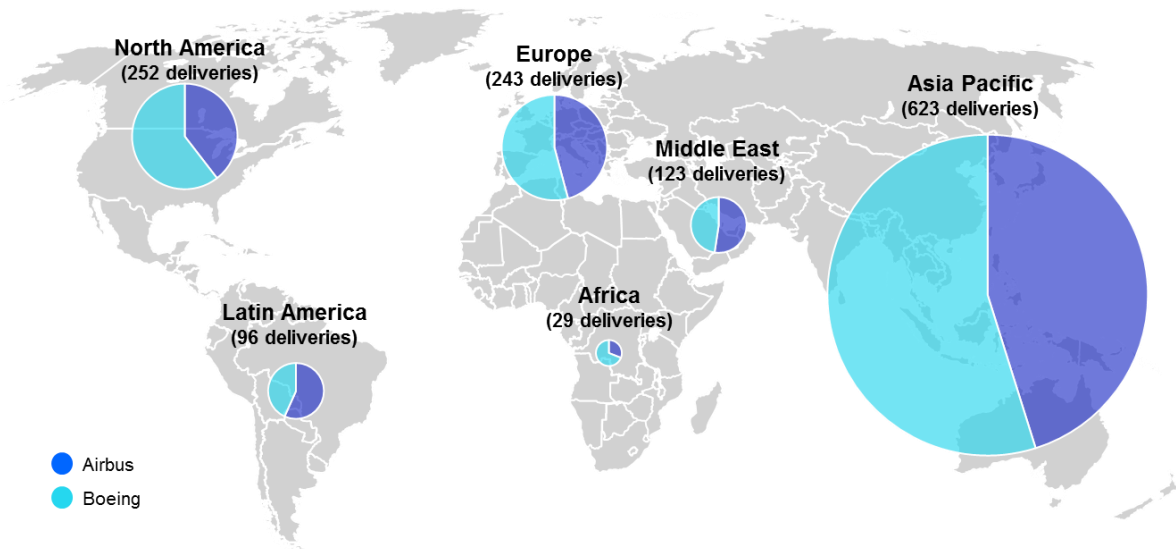 North America
(252 deliveries)
Europe
(243 deliveries)
Asia Pacific
(623 deliveries)
Middle East
(123 deliveries)
Africa
(29 deliveries)
Latin America
(96 deliveries)
Airbus
Boeing